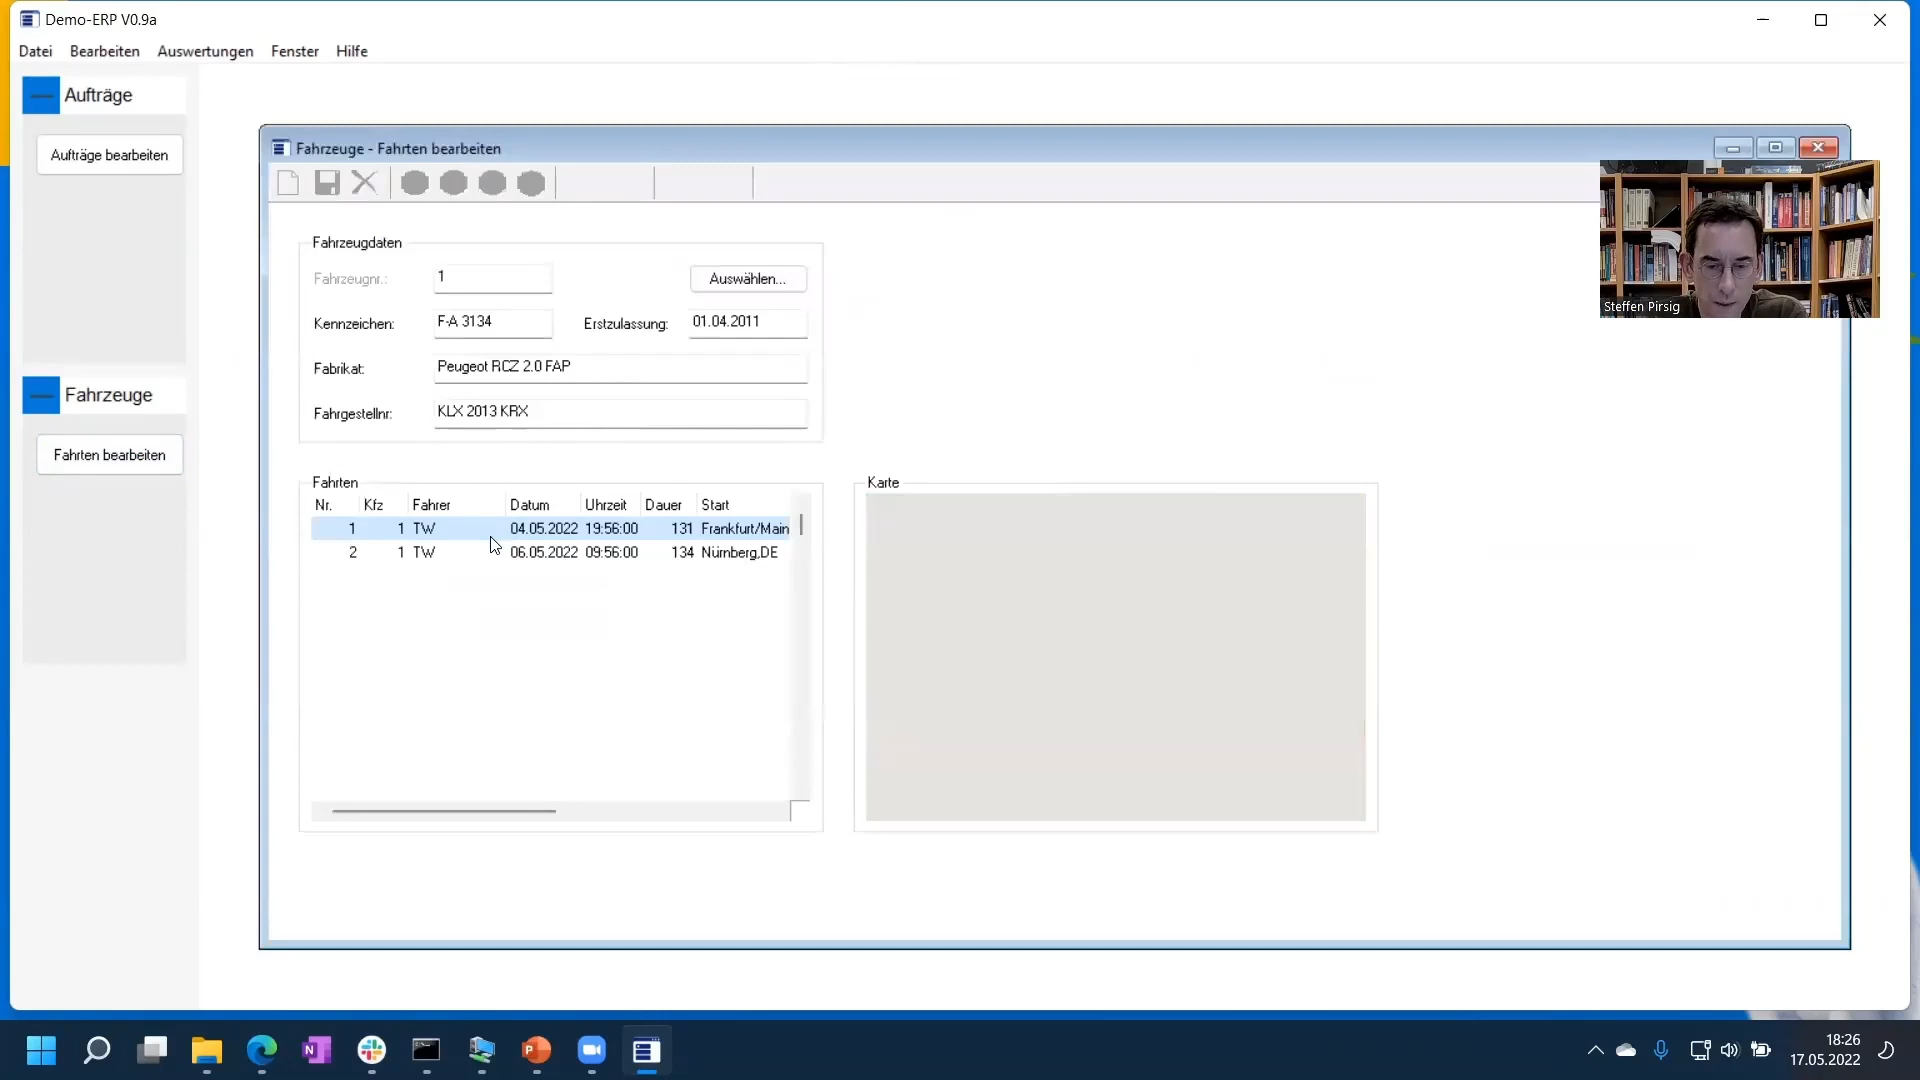 Demo-ERP V0.9a
Datei Bearbeiten Auswertungen Fenster Hilfe
Aufträge
Aufträge bearbeiten
Fahrzeuge
Fahrten bearbeiten
Fahrzeuge - Fahrten bearbeiten
Fahrzeugdaten
Fahrzeugnr.: 1 Auswählen...
Kennzeichen: F-A 3134 Erstzulassung: 01.04.2011
Fabrikat: Peugeot RCZ 2.0 FAP
Fahrgestellnr: KLX 2013 KRX
Fahrten
Nr. Kfz Fahrer Datum Uhrzeit Dauer Start
1 1 TW 04.05.2022 19:56:00 131 Frankfurt/Main
2 1 TW 06.05.2022 09:56:00 134 Nürnberg,DE
Karte
Steffen Pirsig
18:26
17.05.2022